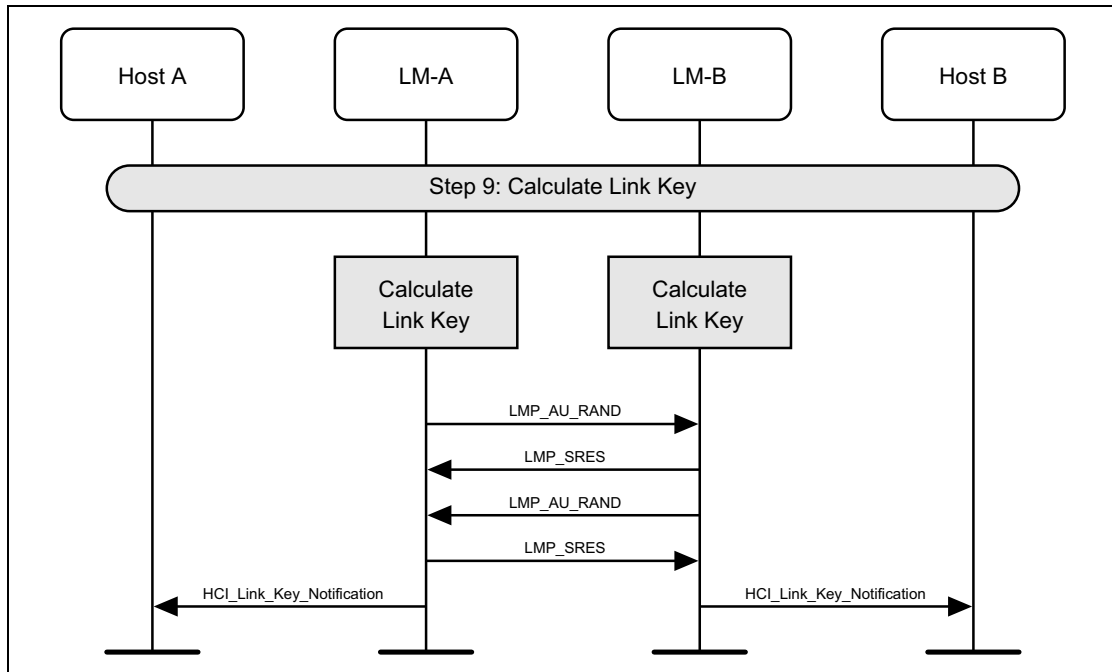 Host A
LM-A
LM-B
Host B
Step 9: Calculate Link Key
Calculate
Link Key
Calculate
Link Key
LMP_AU_RAND
LMP_SRES
LMP_AU_RAND
LMP_SRES
HCI_Link_Key_Notification
HCI_Link_Key_Notification